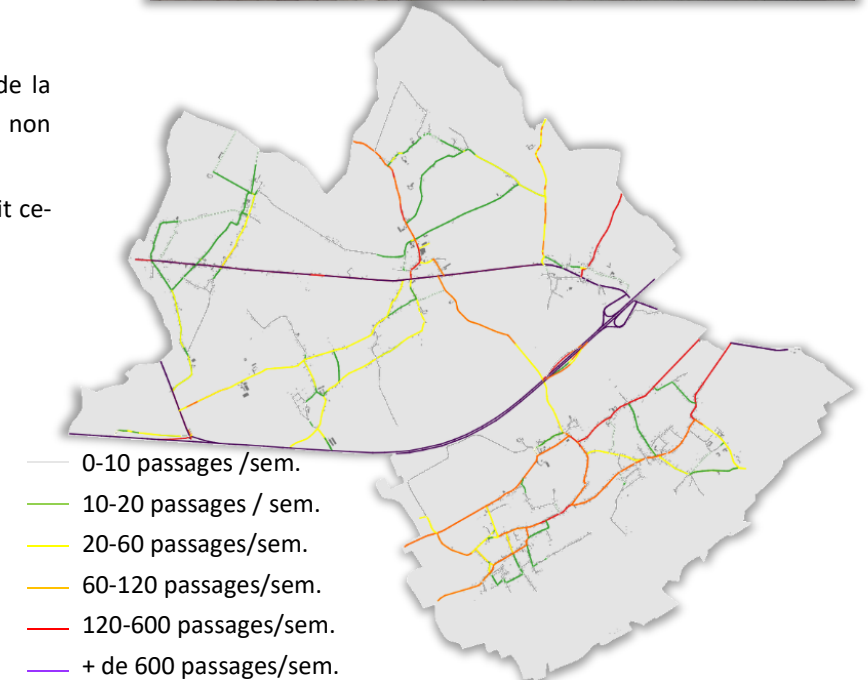 de la
non
it ce-
0-10 passages /sem.
10-20 passages / sem.
20-60 passages/sem.
60-120 passages/sem.
120-600 passages/sem.
+ de 600 passages/sem.